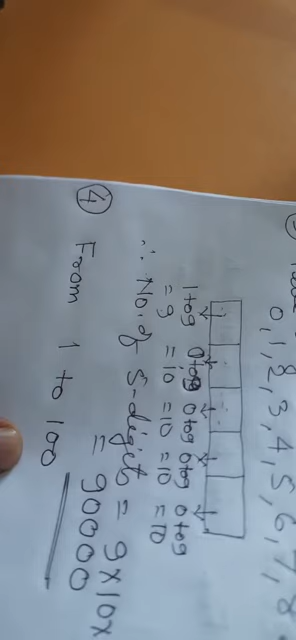 0, 1, 2, 3, 4, 5, 6, 7, 8
1 to 9 0 to 9 0 to 9 0 to 9 0 to 9
= 9 = 10 = 10 = 10 = 10
∴ No. of 5-digits = 9 × 10 ×
= 90000
④ From 1 to 100